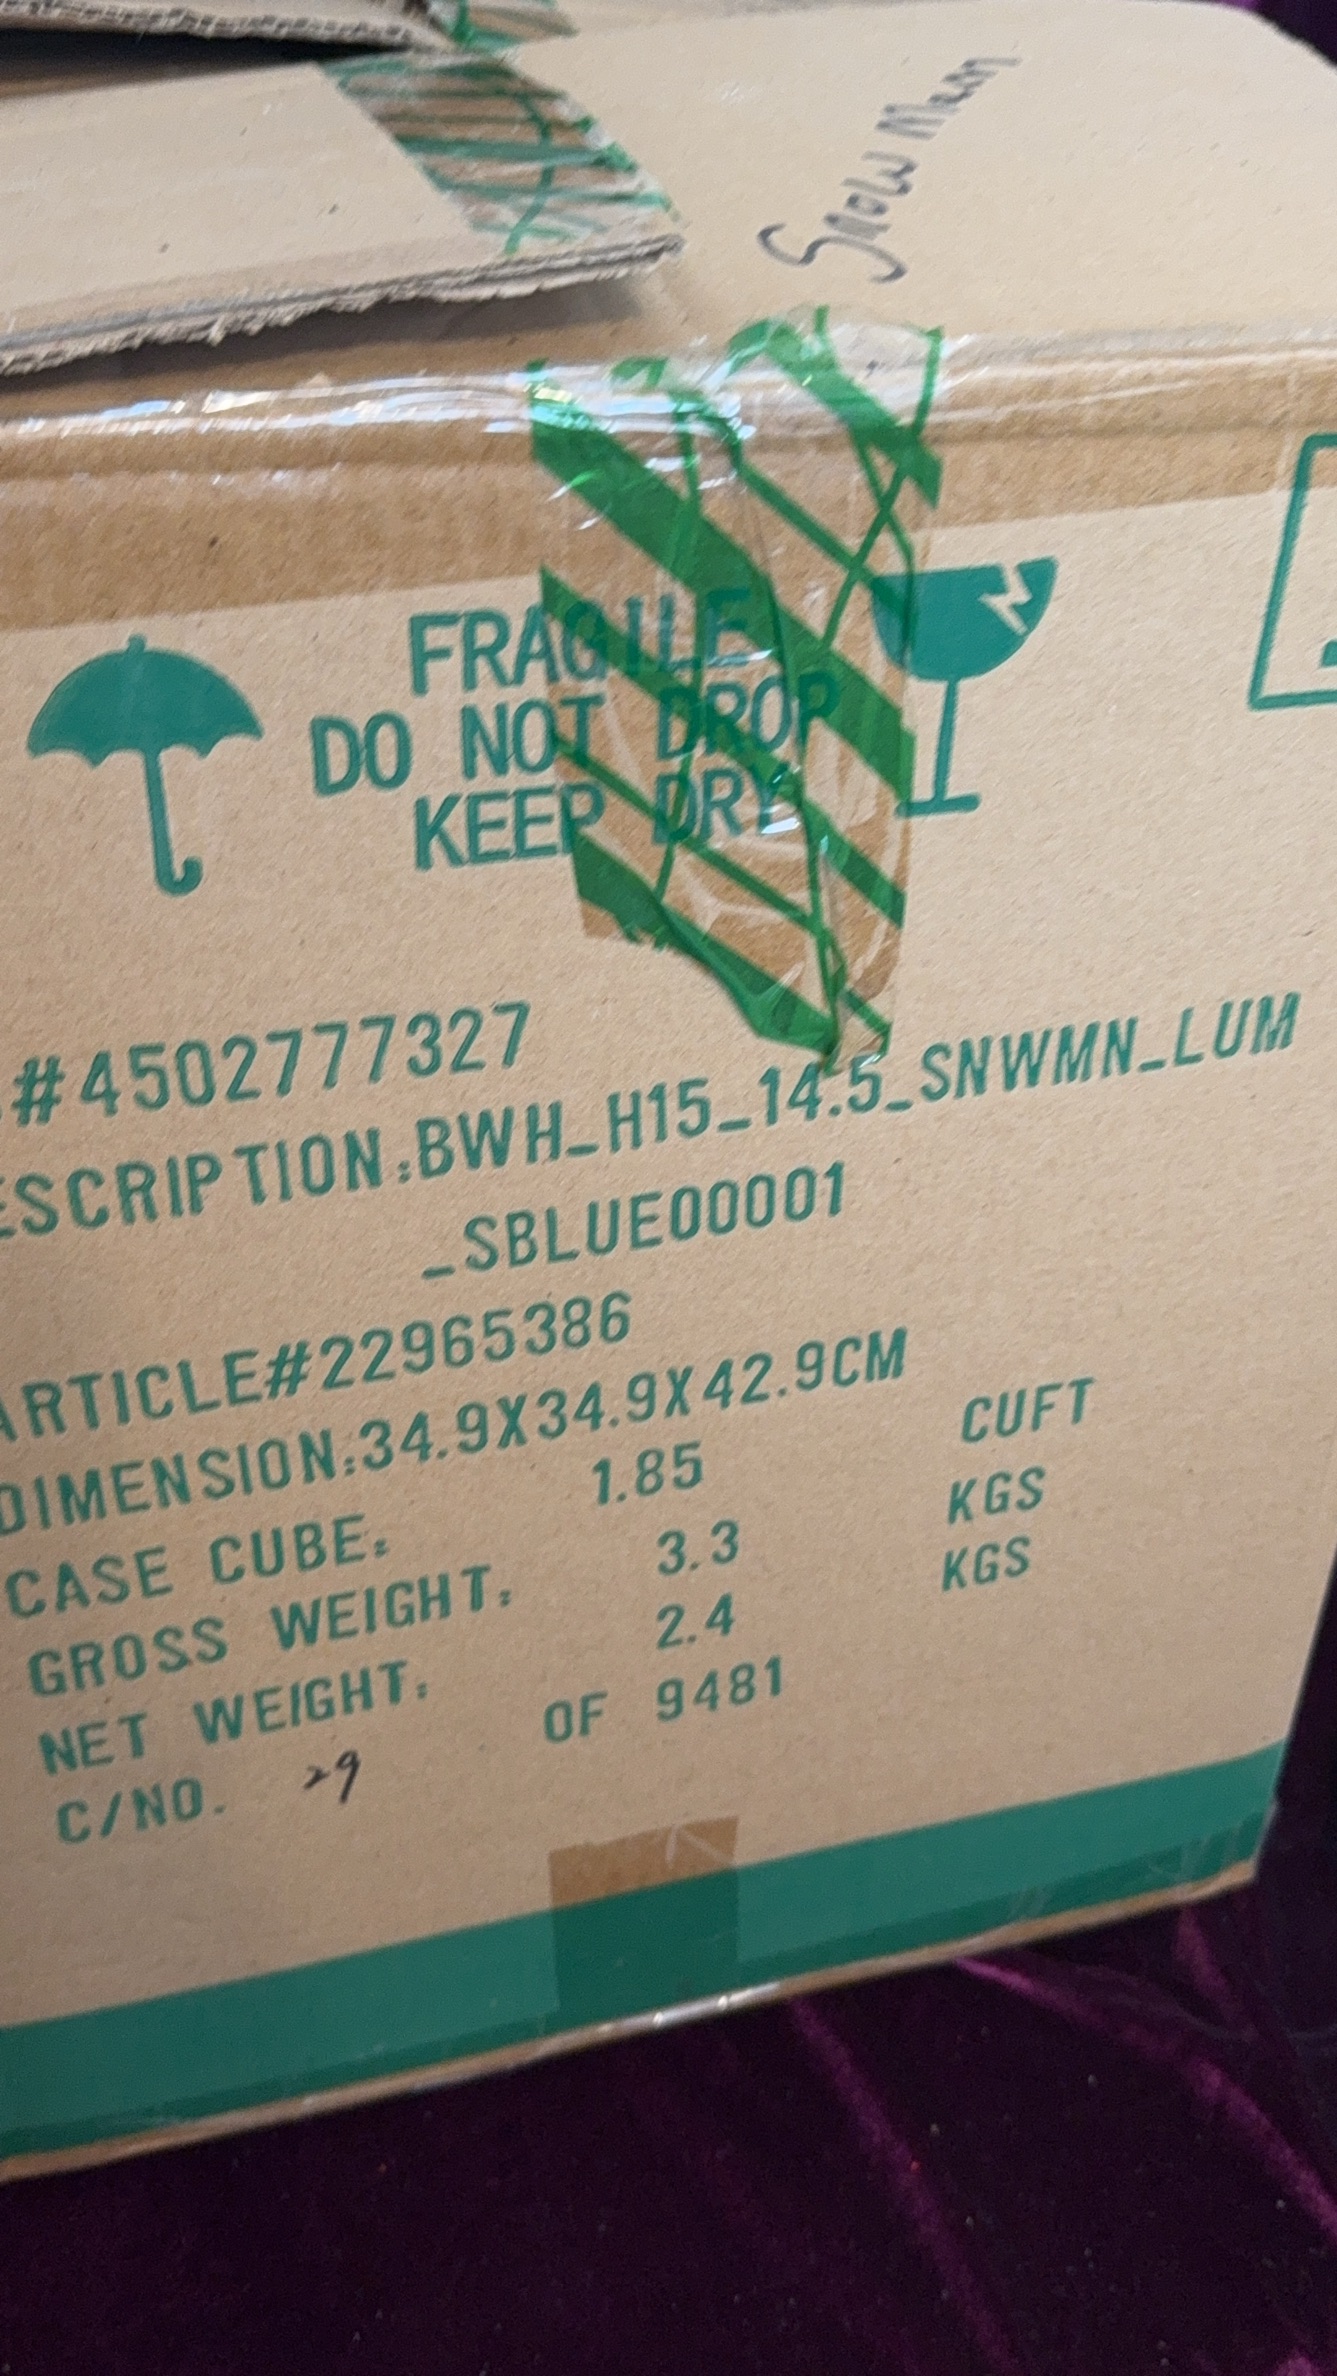 Snow Man
FRAGILE
DO NOT DROP
KEEP DRY
#4502777327
ESCRIPTION:BWH_H15_14.5_SNWMN_LUM
_SBLUE00001
ARTICLE#22965386
DIMENSION:34.9X34.9X42.9CM
CASE CUBE: 1.85 CUFT
GROSS WEIGHT: 3.3 KGS
NET WEIGHT: 2.4 KGS
C/NO. 29 OF 9481